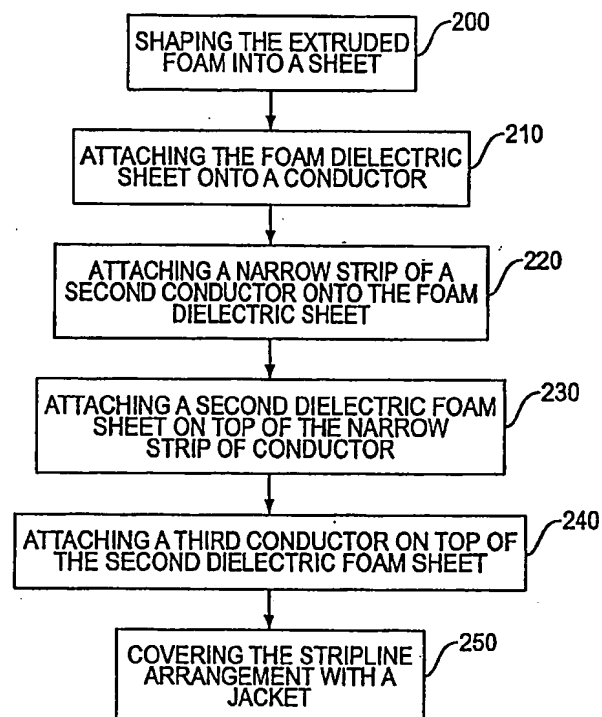 SHAPING THE EXTRUDED
FOAM INTO A SHEET
200
ATTACHING THE FOAM DIELECTRIC
SHEET ONTO A CONDUCTOR
210
ATTACHING A NARROW STRIP OF A
SECOND CONDUCTOR ONTO THE FOAM
DIELECTRIC SHEET
220
ATTACHING A SECOND DIELECTRIC FOAM
SHEET ON TOP OF THE NARROW
STRIP OF CONDUCTOR
230
ATTACHING A THIRD CONDUCTOR ON TOP OF
THE SECOND DIELECTRIC FOAM SHEET
240
COVERING THE STRIPLINE
ARRANGEMENT WITH A
JACKET
250